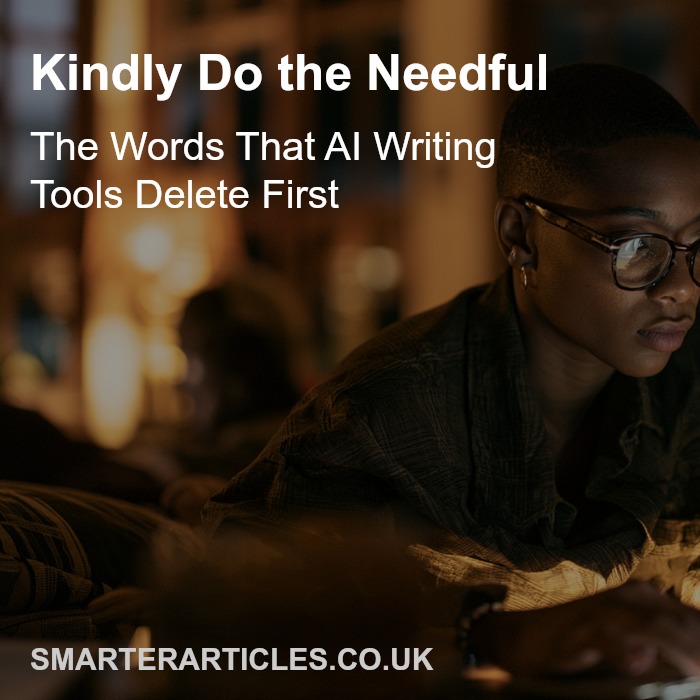 Kindly Do the Needful
The Words That AI Writing
Tools Delete First
SMARTERARTICLES.CO.UK